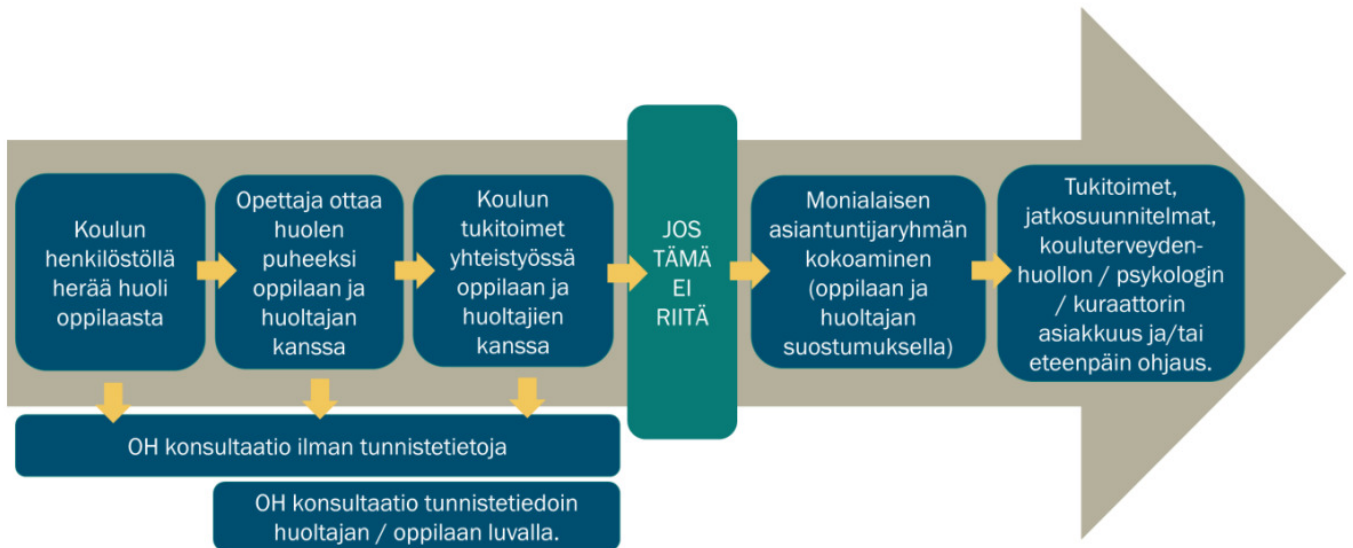 Koulun
henkilöstöllä
herää huoli
oppilaasta
Opettaja ottaa
huolen
puheeksi
oppilaan ja
huoltajan
kanssa
Koulun
tukitoimet
yhteistyössä
oppilaan ja
huoltajien
kanssa
JOS
TÄMÄ
EI
RIITÄ
Monialaisen
asiantuntijaryhmän
kokoaminen
(oppilaan ja
huoltajan
suostumuksella)
Tukitoimet,
jatkosuunnitelmat,
kouluterveyden-
huollon / psykologin
/ kuraattorin
asiakkuus ja/tai
eteenpäin ohjaus.
OH konsultaatio ilman tunnistetietoja
OH konsultaatio tunnistetiedoin
huoltajan / oppilaan luvalla.